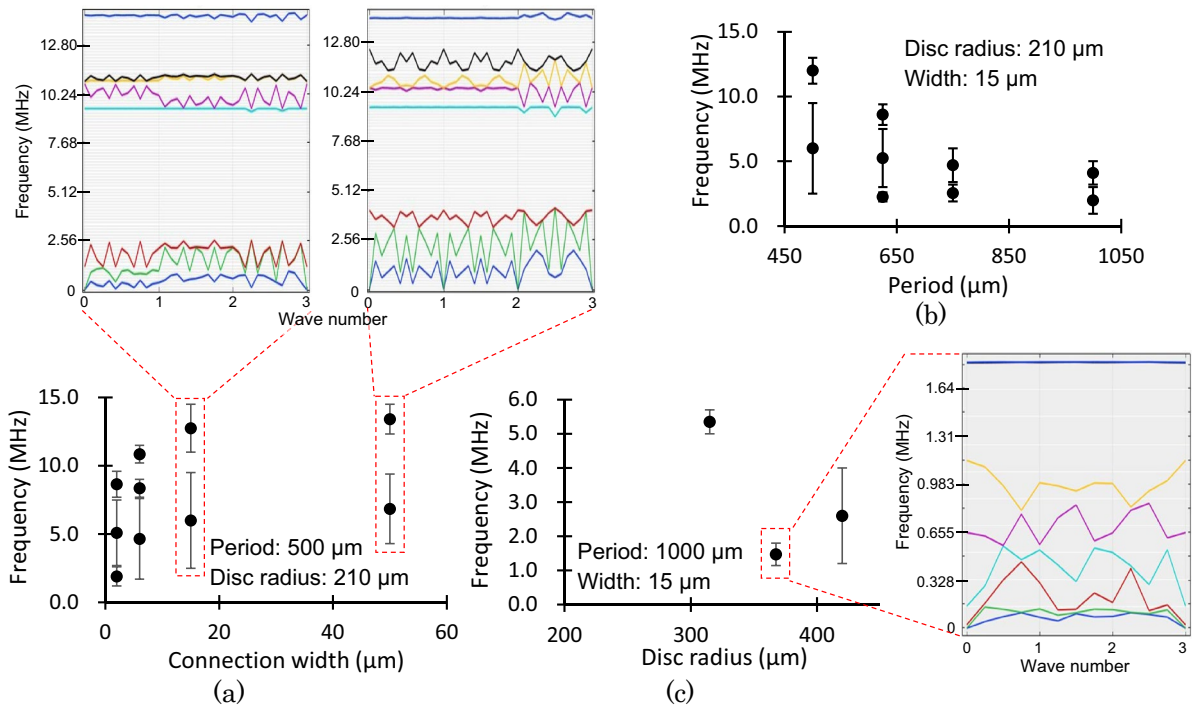 12.80
10.24
7.68
5.12
2.56
0
Frequency (MHz)
0
1
2
3
12.80
10.24
7.68
5.12
2.56
0
0
1
2
3
Wave number
15.0
10.0
5.0
0.0
Frequency (MHz)
Disc radius: 210 µm
Width: 15 µm
450
650
850
1050
Period (µm)
(b)
15.0
10.0
5.0
0.0
Frequency (MHz)
Period: 500 µm
Disc radius: 210 µm
0
20
40
60
Connection width (µm)
(a)
6.0
5.0
4.0
3.0
2.0
1.0
0.0
Frequency (MHz)
Period: 1000 µm
Width: 15 µm
200
300
400
Disc radius (µm)
(c)
1.64
1.31
0.983
0.655
0.328
0
Frequency (MHz)
0
1
2
3
Wave number